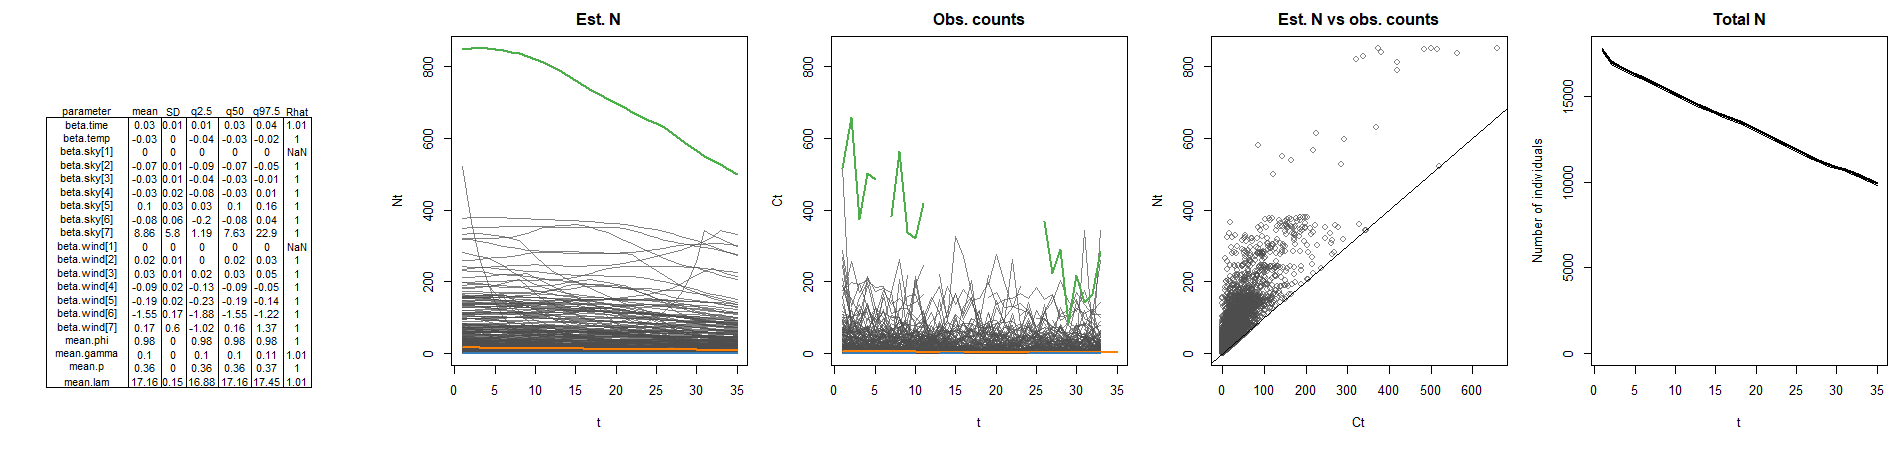 Est. N
Obs. counts
Est. N vs obs. counts
Total N
parameter mean SD q2.5 q50 q97.5 Rhat
beta.time 0.03 0.01 0.01 0.03 0.04 1.01
beta.temp -0.03 0 -0.04 -0.03 -0.02 1
beta.sky[1] 0 0 0 0 0 NaN
beta.sky[2] -0.07 0.01 -0.09 -0.07 -0.05 1
beta.sky[3] -0.03 0.01 -0.04 -0.03 -0.01 1
beta.sky[4] -0.03 0.02 -0.08 -0.03 0.01 1
beta.sky[5] 0.1 0.03 0.03 0.1 0.16 1
beta.sky[6] -0.08 0.06 -0.2 -0.08 0.04 1
beta.sky[7] 8.86 5.8 1.19 7.63 22.9 1
beta.wind[1] 0 0 0 0 0 NaN
beta.wind[2] 0.02 0.01 0 0.02 0.03 1
beta.wind[3] 0.03 0.01 0.02 0.03 0.05 1
beta.wind[4] -0.09 0.02 -0.13 -0.09 -0.05 1
beta.wind[5] -0.19 0.02 -0.23 -0.19 -0.14 1
beta.wind[6] -1.55 0.17 -1.88 -1.55 -1.22 1
beta.wind[7] 0.17 0.6 -1.02 0.16 1.37 1
mean.phi 0.98 0 0.98 0.98 0.98 1
mean.gamma 0.1 0 0.1 0.1 0.11 1.01
mean.p 0.36 0 0.36 0.36 0.37 1
mean.lam 17.16 0.15 16.88 17.16 17.45 1.01
Nt
800
600
400
200
0
0 5 10 15 20 25 30 35
t
Ct
800
600
400
200
0
0 5 10 15 20 25 30 35
t
Nt
800
600
400
200
0
0 100 200 300 400 500 600
Ct
Number of individuals
15000
10000
5000
0
0 5 10 15 20 25 30 35
t